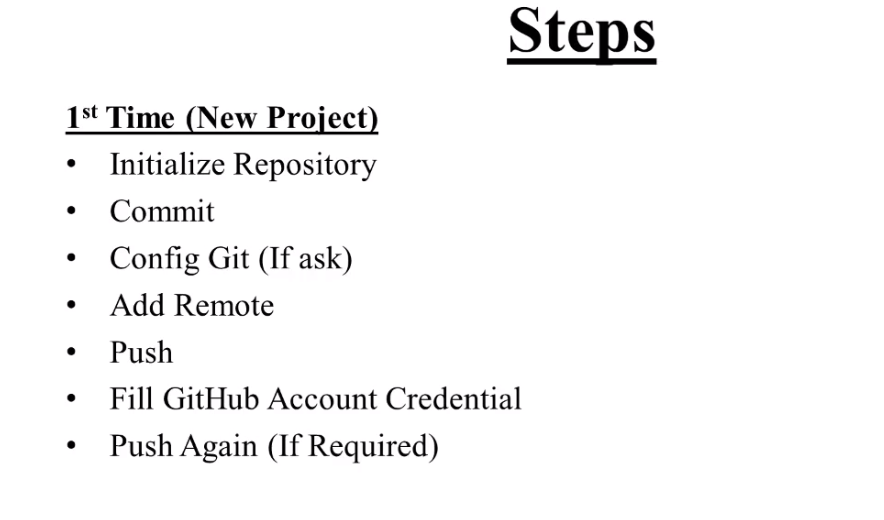 Steps
1st Time (New Project)
• Initialize Repository
• Commit
• Config Git (If ask)
• Add Remote
• Push
• Fill GitHub Account Credential
• Push Again (If Required)